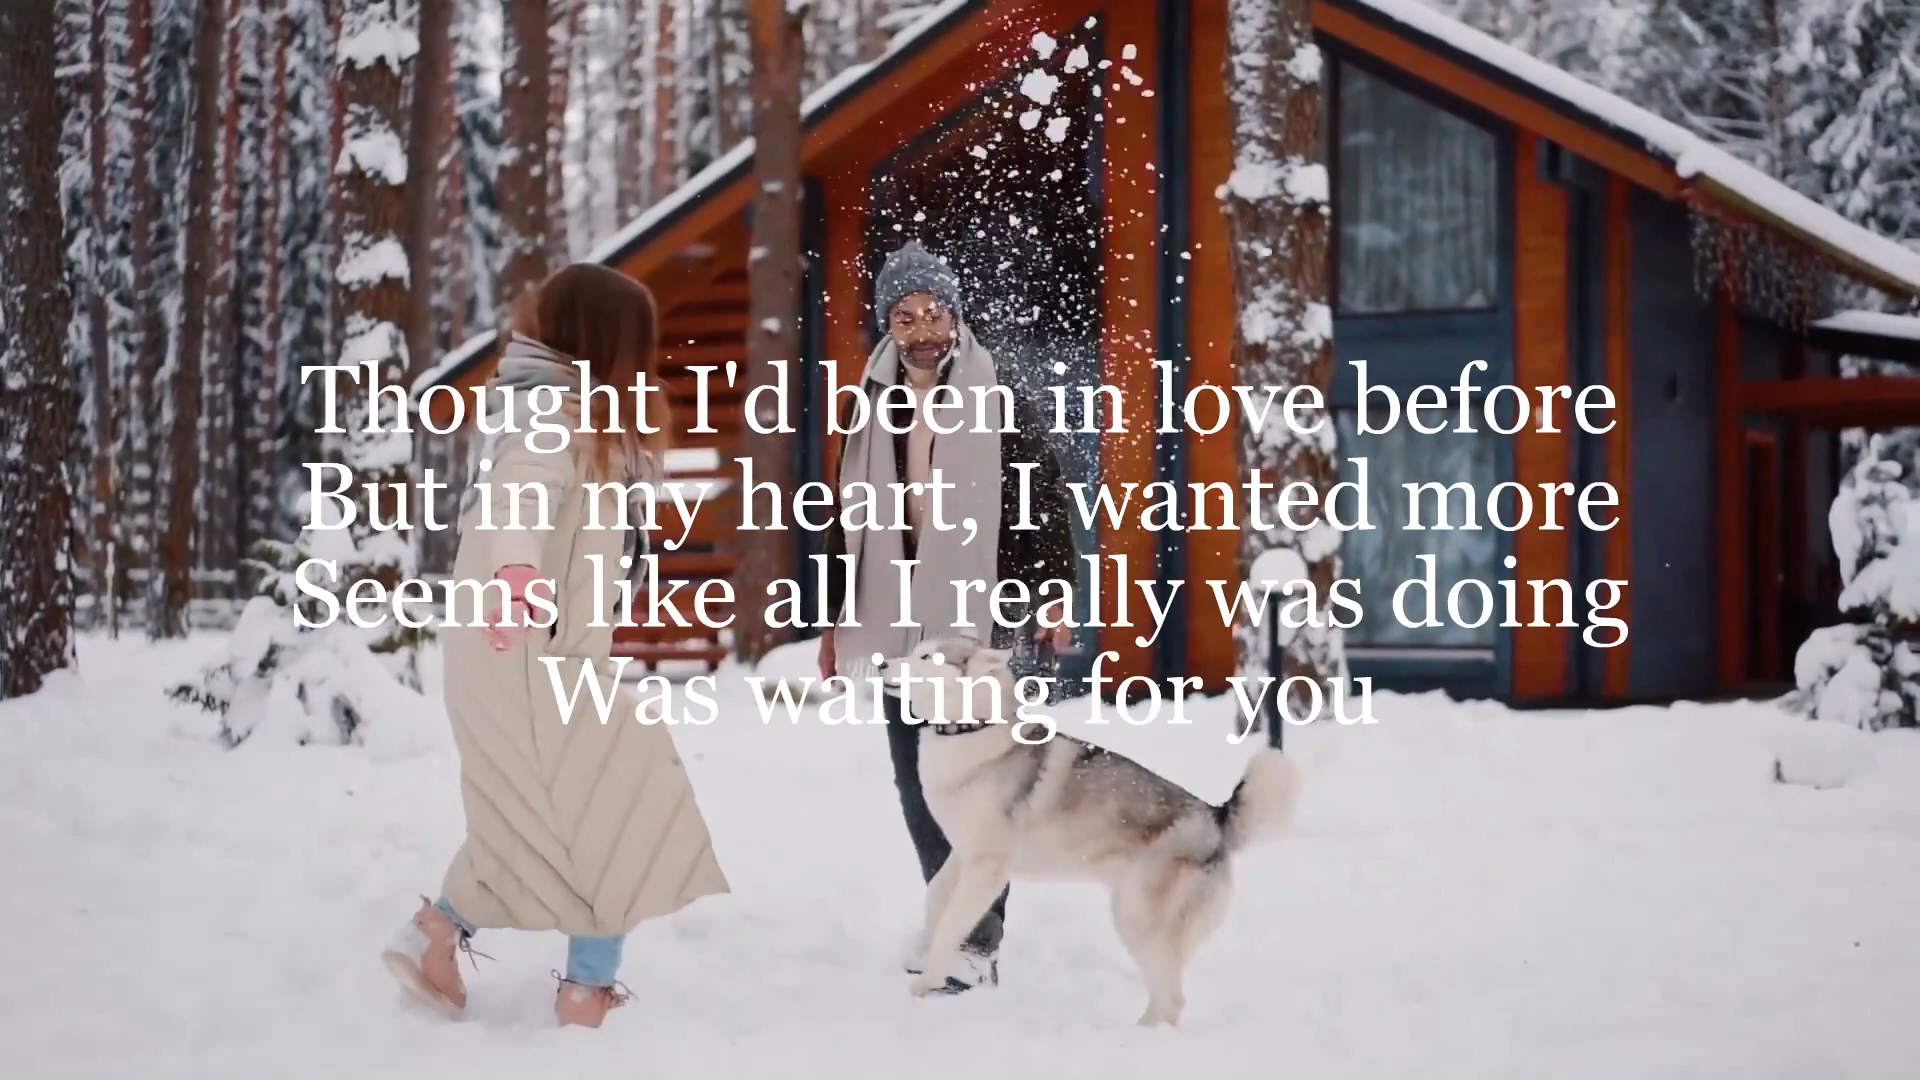 Thought I'd been in love before
But in my heart, I wanted more
Seems like all I really was doing
Was waiting for you